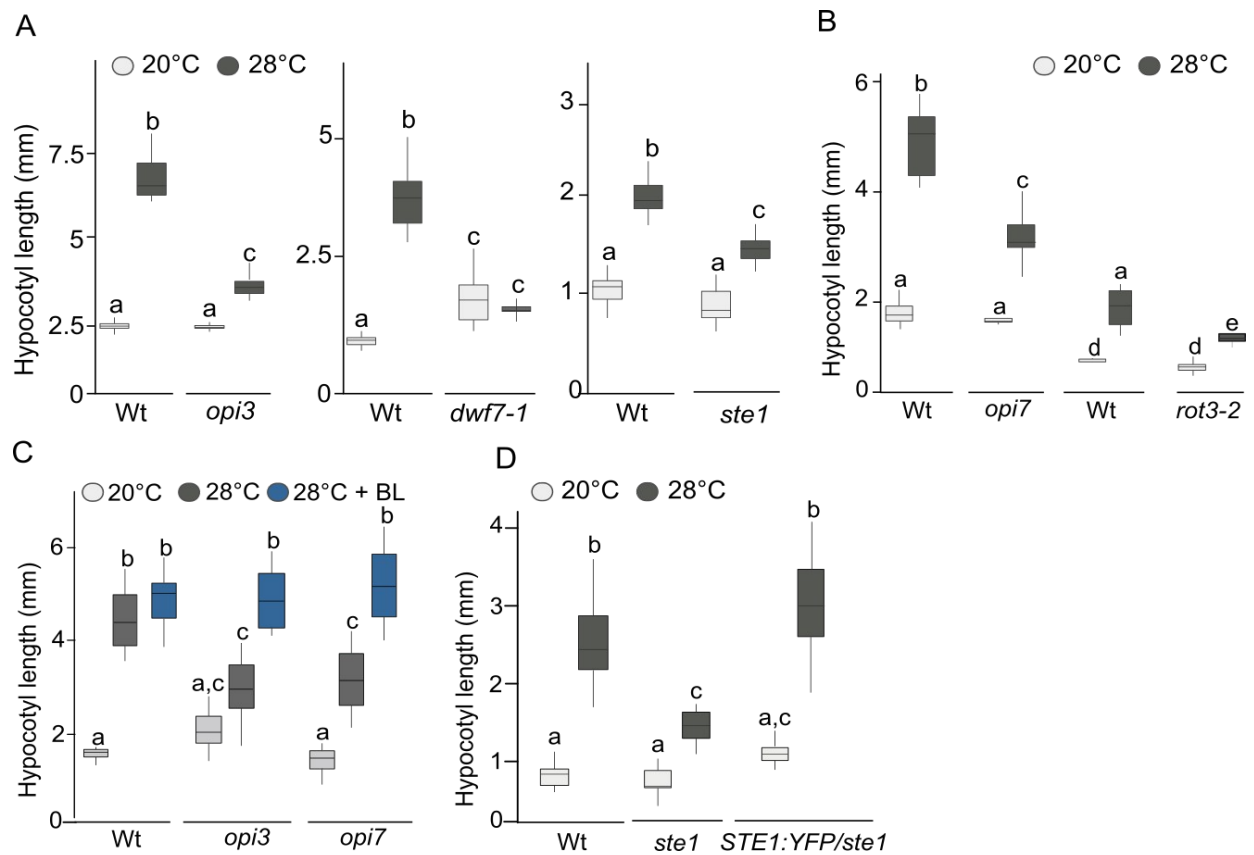 A
20°C 28°C
Hypocotyl length (mm)
7.5
5
2.5
0
a
b
a
c
Wt
opi3
5
2.5
0
a
b
c
c
Wt
dwf7-1
3
2
1
0
a
b
a
c
Wt
ste1
B
20°C 28°C
Hypocotyl length (mm)
6
4
2
0
a
b
a
c
d
a
d
e
Wt
opi7
Wt
rot3-2
C
20°C 28°C 28°C + BL
Hypocotyl length (mm)
6
4
2
0
a
b
b
a,c
c
b
a
c
b
Wt
opi3
opi7
D
20°C 28°C
Hypocotyl length (mm)
4
3
2
1
0
a
b
a
c
a,c
b
Wt
ste1
STE1:YFP/ste1